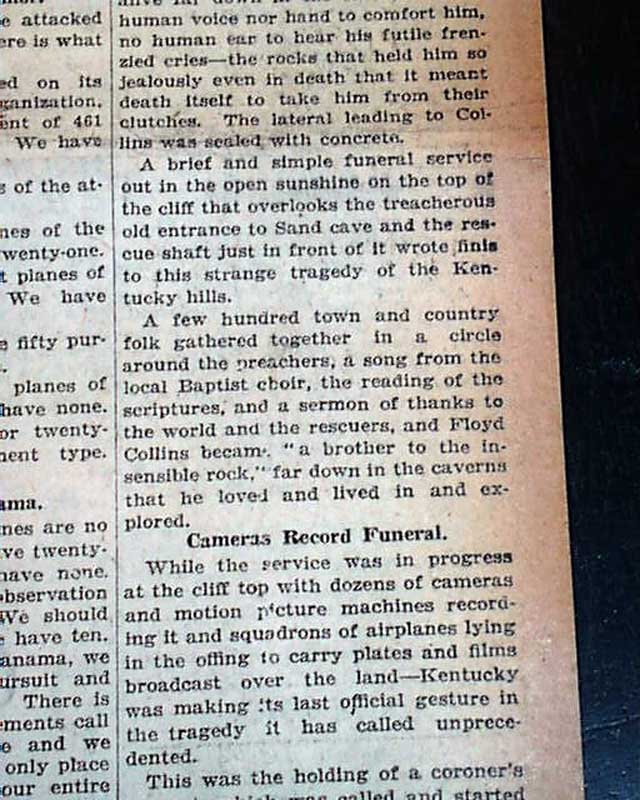 e attacked
ere is what
ed on its
ganization,
ent of 461
We have
s of the at-
nes of the
wenty-one.
t planes of
We have
e fifty pur-
planes of
have none.
or twenty-
nent type.
ama.
nes are no
ve twenty-
have none.
bservation
We should
e have ten.
anama, we
ursuit and
There is
ements call
e and we
only place
our entire
human voice nor hand to comfort him,
no human ear to hear his futile fren-
zied cries—the rocks that held him so
jealously even in death that it meant
death itself to take him from their
clutches. The lateral leading to Col-
lins was sealed with concrete.
A brief and simple funeral service
out in the open sunshine on the top of
the cliff that overlooks the treacherous
old entrance to Sand cave and the res-
cue shaft just in front of it wrote finis
to this strange tragedy of the Ken-
tucky hills.
A few hundred town and country
folk gathered together in a circle
around the preachers, a song from the
local Baptist choir, the reading of the
scriptures, and a sermon of thanks to
the world and the rescuers, and Floyd
Collins became "a brother to the in-
sensible rock," far down in the caverns
that he loved and lived in and ex-
plored.
Cameras Record Funeral.
While the service was in progress
at the cliff top with dozens of cameras
and motion picture machines record-
ing it and squadrons of airplanes lying
in the offing to carry plates and films
broadcast over the land—Kentucky
was making its last official gesture in
the tragedy it has called unprece-
dented.
This was the holding of a coroner's
which was called and started